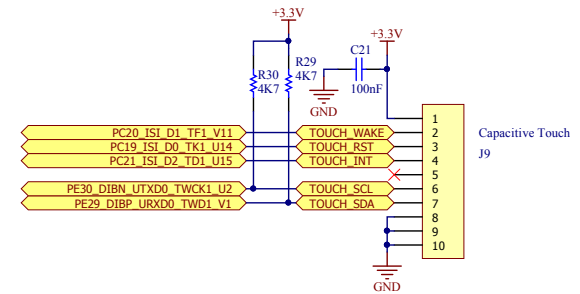 +3.3V
+3.3V
C21
100nF
GND
R30
4K7
R29
4K7
PC20_ISI_D1_TF1_V11 TOUCH_WAKE
PC19_ISI_D0_TK1_U14 TOUCH_RST
PC21_ISI_D2_TD1_U15 TOUCH_INT
PE30_DIBN_UTXD0_TWCK1_U2 TOUCH_SCL
PE29_DIBP_URXD0_TWD1_V1 TOUCH_SDA
1
2
3
4
5
6
7
8
9
10
Capacitive Touch
J9
GND